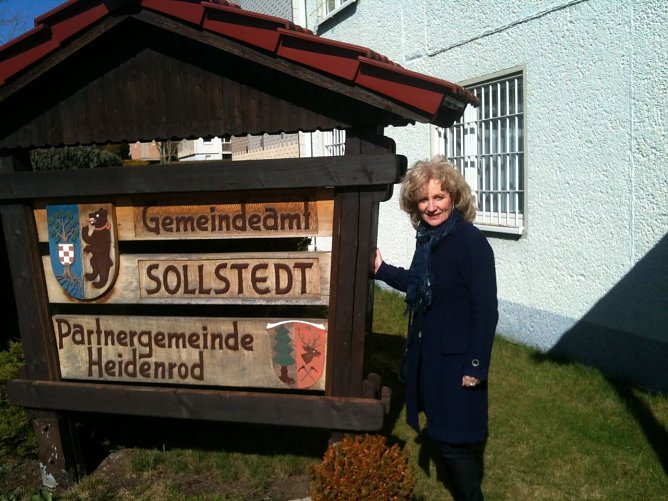 Gemeindeamt
SOLLSTEDT
Partnergemeinde
Heidenrod